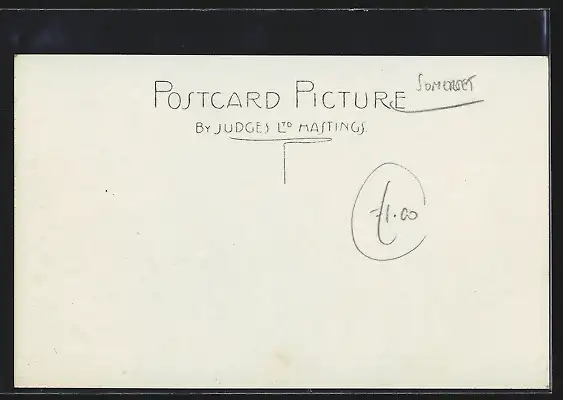 POSTCARD PICTURE
SOMERSET
BY JUDGES LTD HASTINGS.
£1.00